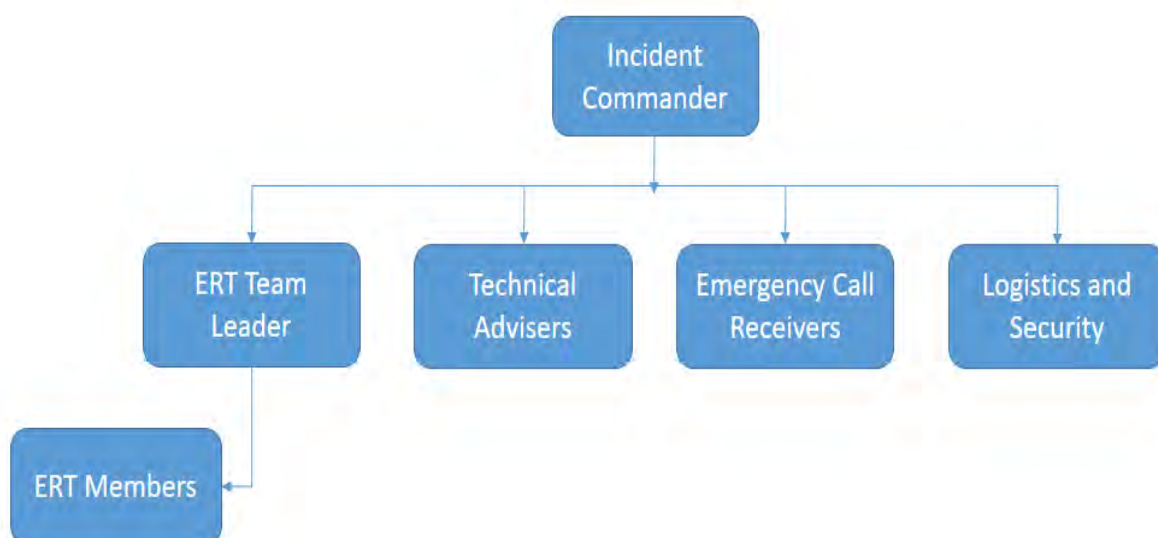 Incident
Commander
ERT Team
Leader
Technical
Advisers
Emergency Call
Receivers
Logistics and
Security
ERT Members